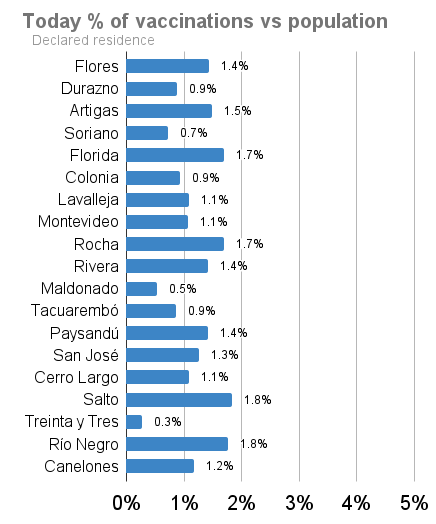 Today % of vaccinations vs population
Declared residence
Flores 1.4%
Durazno 0.9%
Artigas 1.5%
Soriano 0.7%
Florida 1.7%
Colonia 0.9%
Lavalleja 1.1%
Montevideo 1.1%
Rocha 1.7%
Rivera 1.4%
Maldonado 0.5%
Tacuarembó 0.9%
Paysandú 1.4%
San José 1.3%
Cerro Largo 1.1%
Salto 1.8%
Treinta y Tres 0.3%
Río Negro 1.8%
Canelones 1.2%
0% 1% 2% 3% 4% 5%